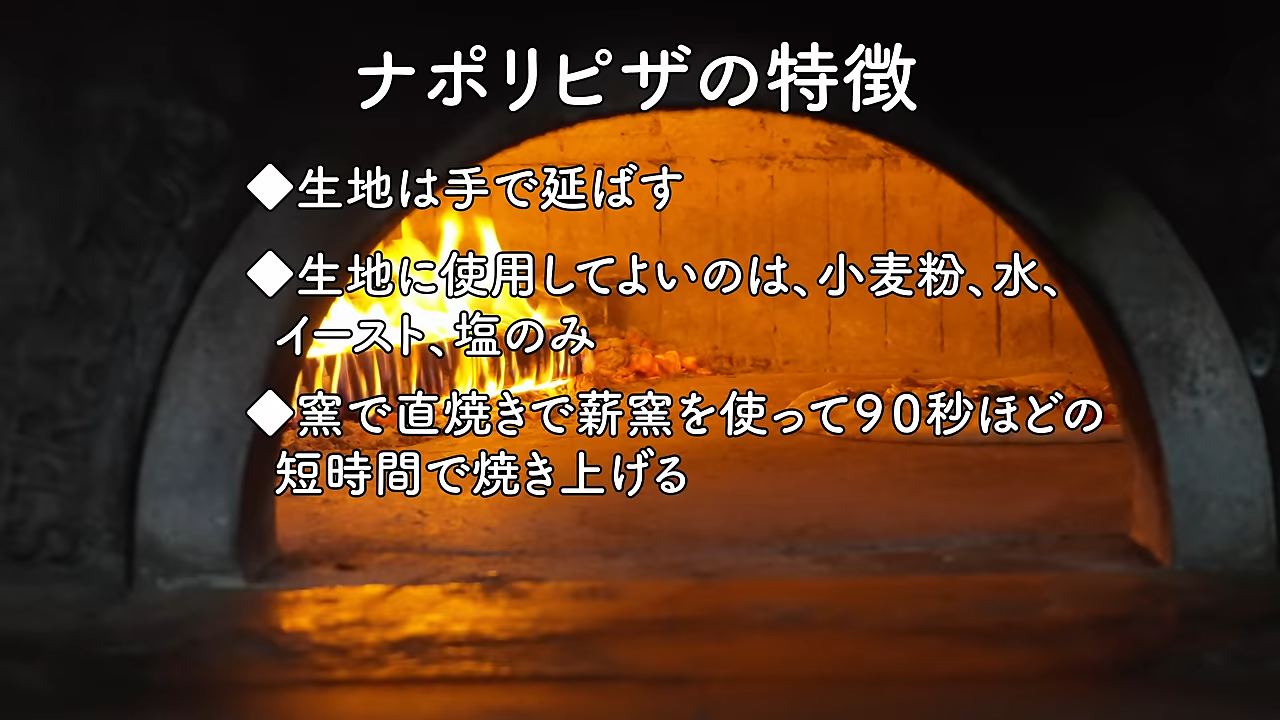 ナポリピザの特徴
◆生地は手で延ばす
◆生地に使用してよいのは、小麦粉、水、
イースト、塩のみ
◆窯で直焼きで薪窯を使って90秒ほどの
短時間で焼き上げる